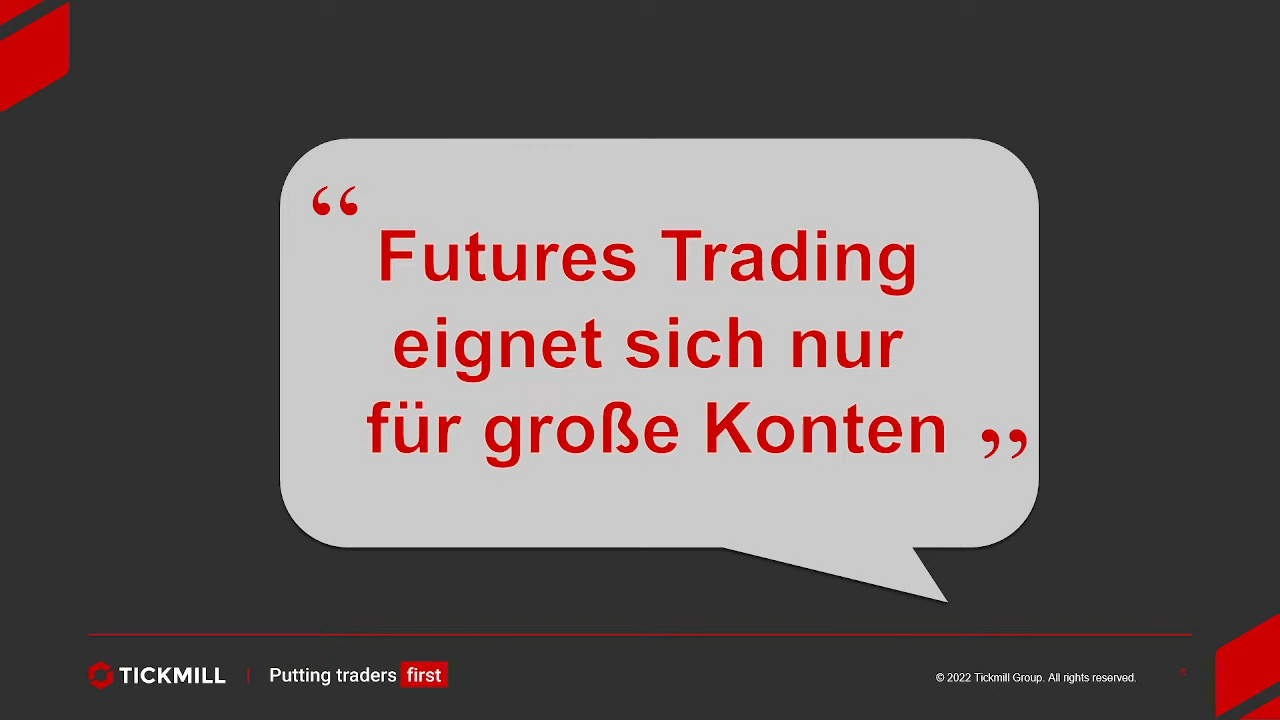 “
Futures Trading
eignet sich nur
für große Konten ”
TICKMILL | Putting traders first
© 2022 Tickmill Group. All rights reserved.